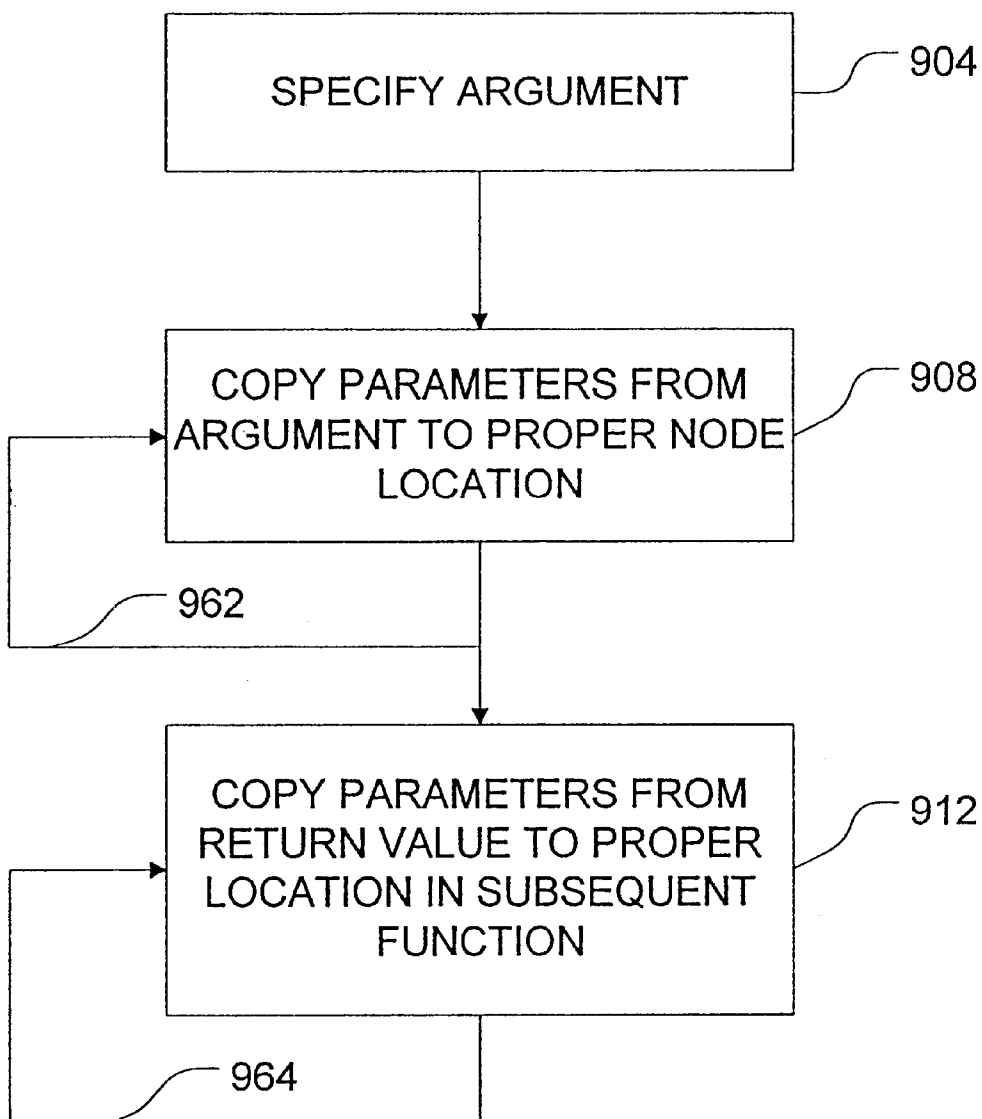 SPECIFY ARGUMENT
904
COPY PARAMETERS FROM
ARGUMENT TO PROPER NODE
LOCATION
908
962
COPY PARAMETERS FROM
RETURN VALUE TO PROPER
LOCATION IN SUBSEQUENT
FUNCTION
912
964